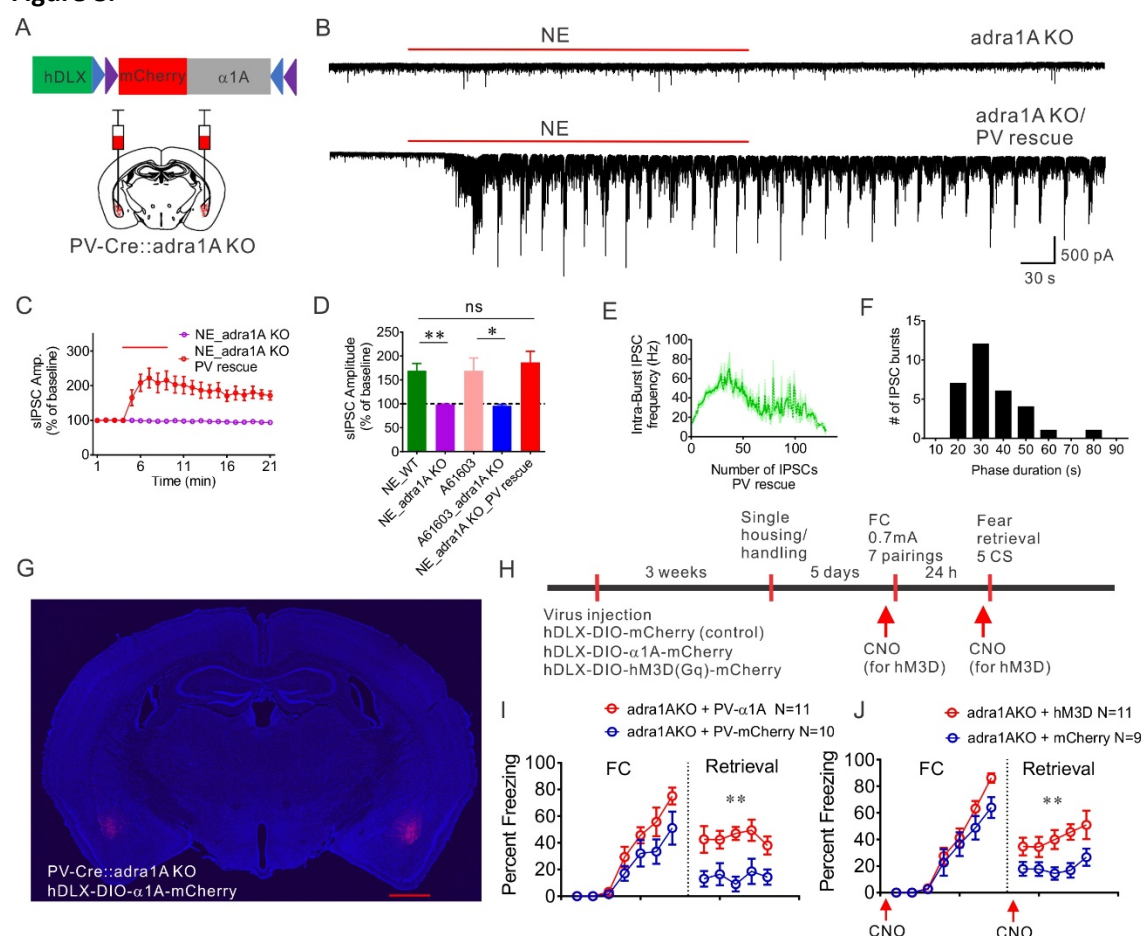 Figure 3.
A
hDLX mCherry α1A
PV-Cre::adra1A KO
B
NE
adra1A KO
NE
adra1A KO/
PV rescue
500 pA
30 s
C
sIPSC Amp.
(% of baseline)
300
200
100
0
1 6 11 16 21
Time (min)
NE_adra1A KO
NE_adra1A KO
PV rescue
D
sIPSC Amplitude
(% of baseline)
250
200
150
100
50
0
ns
** *
NE_WT
NE_adra1A KO
A61603
A61603_adra1A KO
NE_adra1A KO_PV rescue
E
Intra-Burst IPSC
frequency (Hz)
100
80
60
40
20
0
0 50 100
Number of IPSCs
PV rescue
F
# of IPSC bursts
15
10
5
0
10 20 30 40 50 60 70 80 90
Phase duration (s)
G
PV-Cre::adra1A KO
hDLX-DIO-α1A-mCherry
H
Single
housing/
handling
FC
0.7mA
7 pairings
Fear
retrieval
5 CS
3 weeks 5 days 24 h
Virus injection
hDLX-DIO-mCherry (control)
hDLX-DIO-α1A-mCherry
hDLX-DIO-hM3D(Gq)-mCherry
CNO
(for hM3D)
CNO
(for hM3D)
I
adra1AKO + PV-α1A N=11
adra1AKO + PV-mCherry N=10
FC Retrieval
**
Percent Freezing
100
80
60
40
20
0
J
adra1AKO + hM3D N=11
adra1AKO + mCherry N=9
FC Retrieval
**
Percent Freezing
100
80
60
40
20
0
CNO CNO